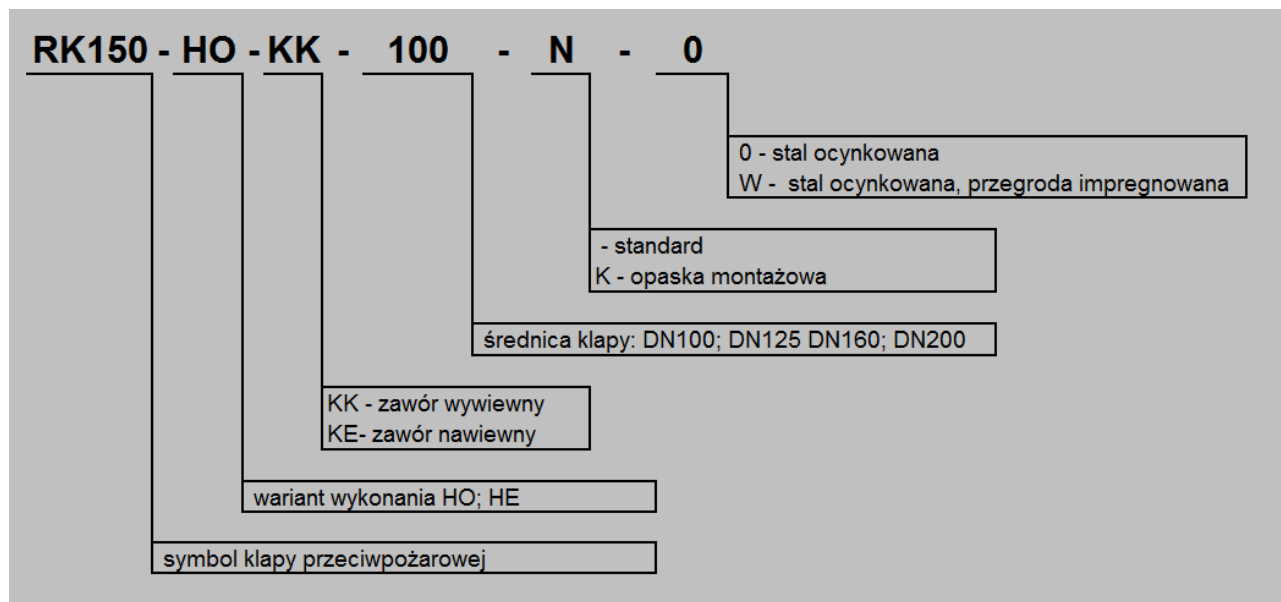 RK150 - HO - KK - 100 - N - 0
0 - stal ocynkowana
W - stal ocynkowana, przegroda impregnowana
- standard
K - opaska montażowa
średnica klapy: DN100; DN125 DN160; DN200
KK - zawór wywiewny
KE- zawór nawiewny
wariant wykonania HO; HE
symbol klapy przeciwpożarowej